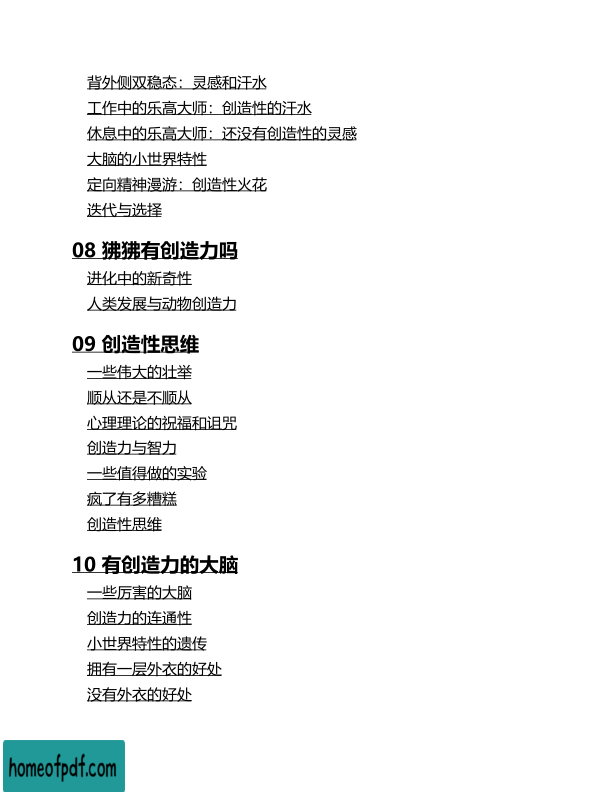 背外侧双稳态：灵感和汗水
工作中的乐高大师：创造性的汗水
休息中的乐高大师：还没有创造性的灵感
大脑的小世界特性
定向精神漫游：创造性火花
迭代与选择
08 狒狒有创造力吗
进化中的新奇性
人类发展与动物创造力
09 创造性思维
一些伟大的壮举
顺从还是不顺从
心理理论的祝福和诅咒
创造力与智力
一些值得做的实验
疯了有多糟糕
创造性思维
10 有创造力的大脑
一些厉害的大脑
创造力的连通性
小世界特性的遗传
拥有一层外衣的好处
没有外衣的好处
homeofpdf.com